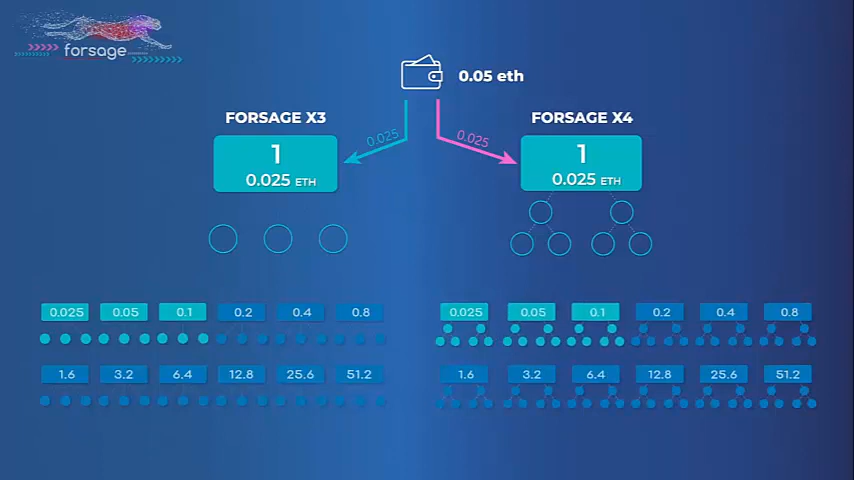 forsage
0.05 eth
FORSAGE X3
FORSAGE X4
0.025
0.025
1
0.025 ETH
1
0.025 ETH
0.025 0.05 0.1 0.2 0.4 0.8
1.6 3.2 6.4 12.8 25.6 51.2
0.025 0.05 0.1 0.2 0.4 0.8
1.6 3.2 6.4 12.8 25.6 51.2